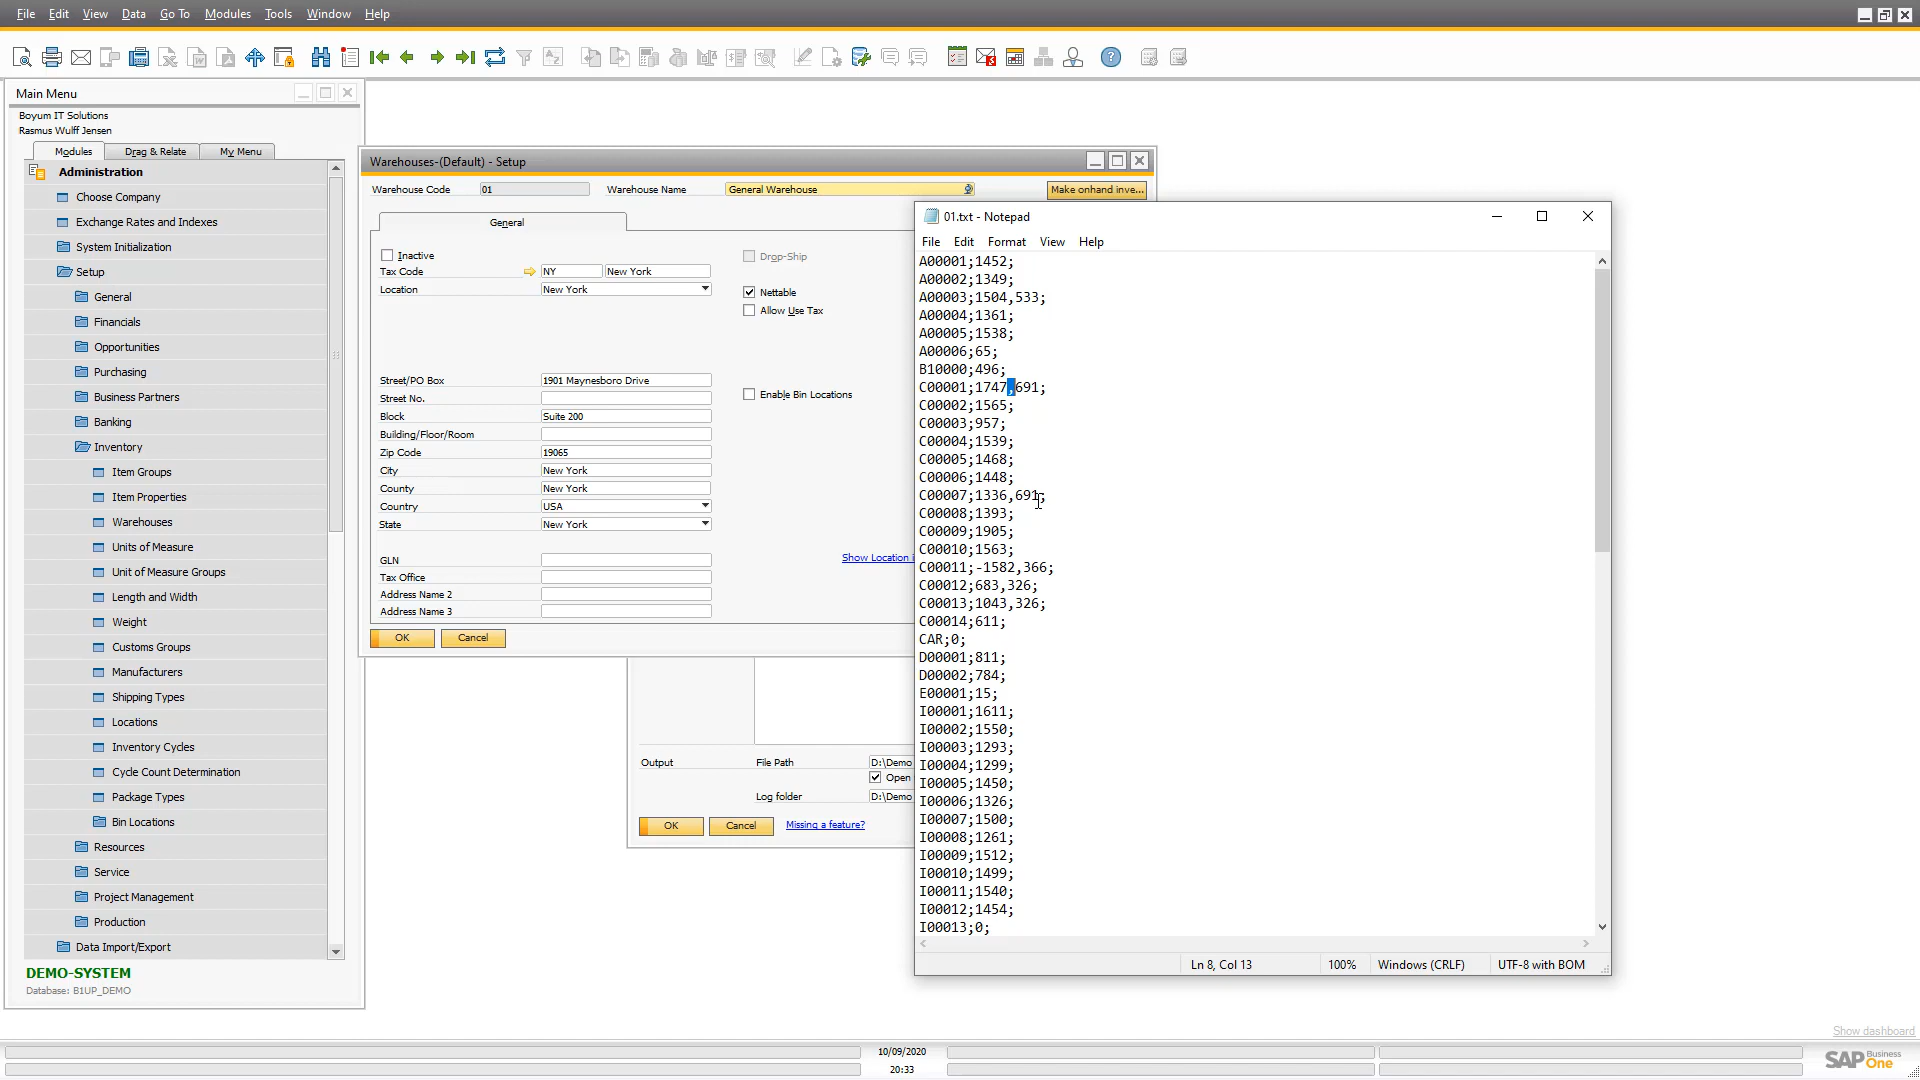 File Edit View Data Go To Modules Tools Window Help
Main Menu
Boyum IT Solutions
Rasmus Wulff Jensen
Modules Drag & Relate My Menu
Administration
Choose Company
Exchange Rates and Indexes
System Initialization
Setup
General
Financials
Opportunities
Purchasing
Business Partners
Banking
Inventory
Item Groups
Item Properties
Warehouses
Units of Measure
Unit of Measure Groups
Length and Width
Weight
Customs Groups
Manufacturers
Shipping Types
Locations
Inventory Cycles
Cycle Count Determination
Package Types
Bin Locations
Resources
Service
Project Management
Production
Data Import/Export
DEMO-SYSTEM
Database: B1UP_DEMO
Warehouses-(Default) - Setup
Warehouse Code 01 Warehouse Name General Warehouse Make onhand inve...
General
Inactive
Tax Code NY New York
Location New York
Drop-Ship
Nettable
Allow Use Tax
Street/PO Box 1901 Maynesboro Drive
Street No.
Block Suite 200
Building/Floor/Room
Zip Code 19065
City New York
County New York
Country USA
State New York
Enable Bin Locations
GLN
Tax Office
Address Name 2
Address Name 3
Show Location i
OK Cancel
Output File Path D:\Demo
Open
Log folder D:\Demo
OK Cancel Missing a feature?
01.txt - Notepad
File Edit Format View Help
A00001;1452;
A00002;1349;
A00003;1504,533;
A00004;1361;
A00005;1538;
A00006;65;
B10000;496;
C00001;1747,691;
C00002;1565;
C00003;957;
C00004;1539;
C00005;1468;
C00006;1448;
C00007;1336,691;
C00008;1393;
C00009;1905;
C00010;1563;
C00011;-1582,366;
C00012;683,326;
C00013;1043,326;
C00014;611;
CAR;0;
D00001;811;
D00002;784;
E00001;15;
I00001;1611;
I00002;1550;
I00003;1293;
I00004;1299;
I00005;1450;
I00006;1326;
I00007;1500;
I00008;1261;
I00009;1512;
I00010;1499;
I00011;1540;
I00012;1454;
I00013;0;
Ln 8, Col 13 100% Windows (CRLF) UTF-8 with BOM
Show dashboard
10/09/2020
20:33
SAP Business One